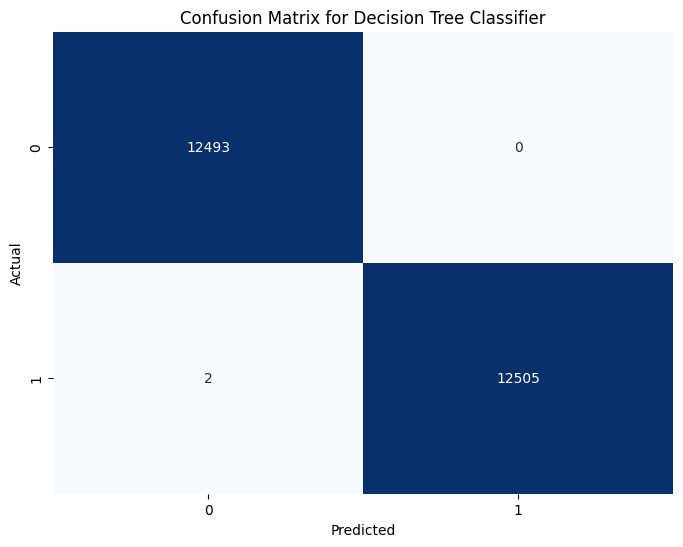 Confusion Matrix for Decision Tree Classifier
Actual
0
12493
0
1
2
12505
0
1
Predicted